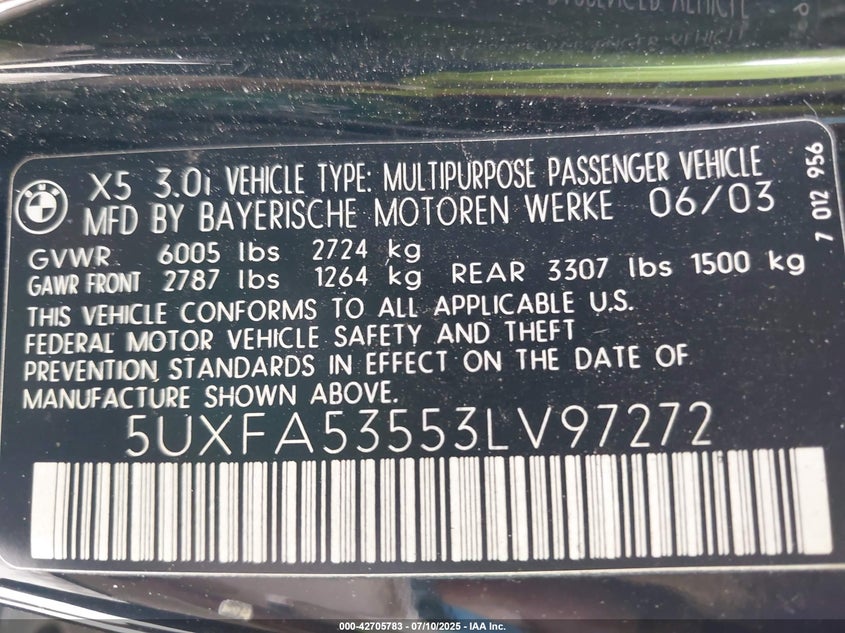 X5 3.0i VEHICLE TYPE: MULTIPURPOSE PASSENGER VEHICLE
MFD BY BAYERISCHE MOTOREN WERKE 06/03
GVWR 6005 lbs 2724 kg
GAWR FRONT 2787 lbs 1264 kg REAR 3307 lbs 1500 kg
THIS VEHICLE CONFORMS TO ALL APPLICABLE U.S.
FEDERAL MOTOR VEHICLE SAFETY AND THEFT
PREVENTION STANDARDS IN EFFECT ON THE DATE OF
MANUFACTURE SHOWN ABOVE.
5UXFA53553LV97272
7 012 956
000-42705783 - 07/10/2025 - IAA Inc.